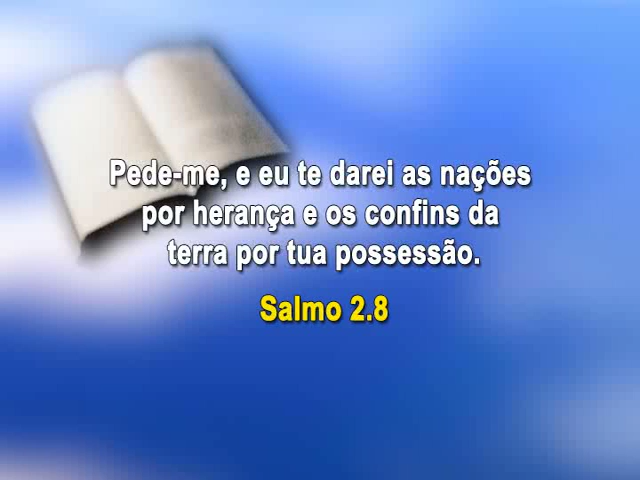 Pede-me, e eu te darei as nações
por herança e os confins da
terra por tua possessão.
Salmo 2.8